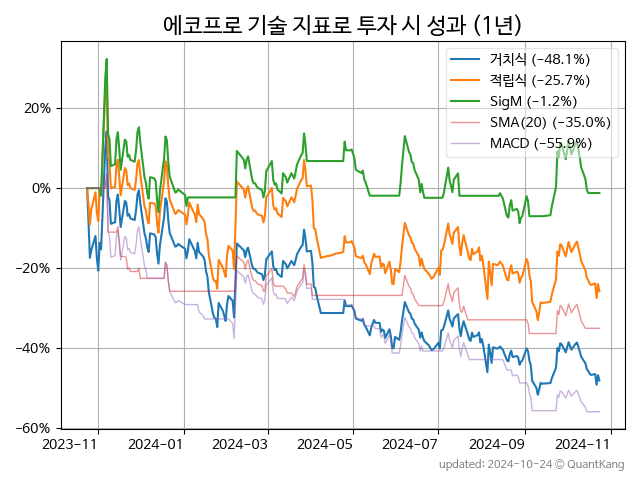 에코프로 기술 지표로 투자 시 성과 (1년)
거치식 (−48.1%)
적립식 (−25.7%)
SigM (−1.2%)
SMA(20) (−35.0%)
MACD (−55.9%)
20%
0%
−20%
−40%
−60%
2023-11 2024-01 2024-03 2024-05 2024-07 2024-09 2024-11
updated: 2024-10-24 © QuantKang